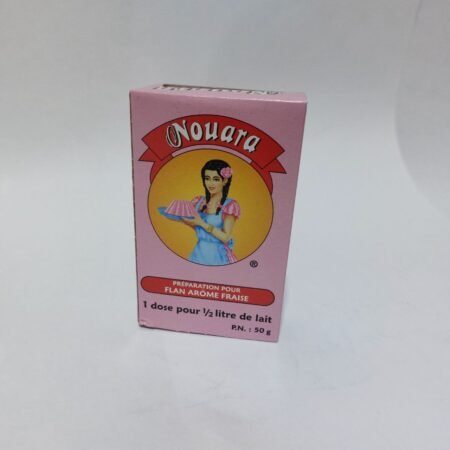 Nouara
®
PRÉPARATION POUR
FLAN ARÔME FRAISE
1 dose pour 1/2 litre de lait
P.N. : 50 g